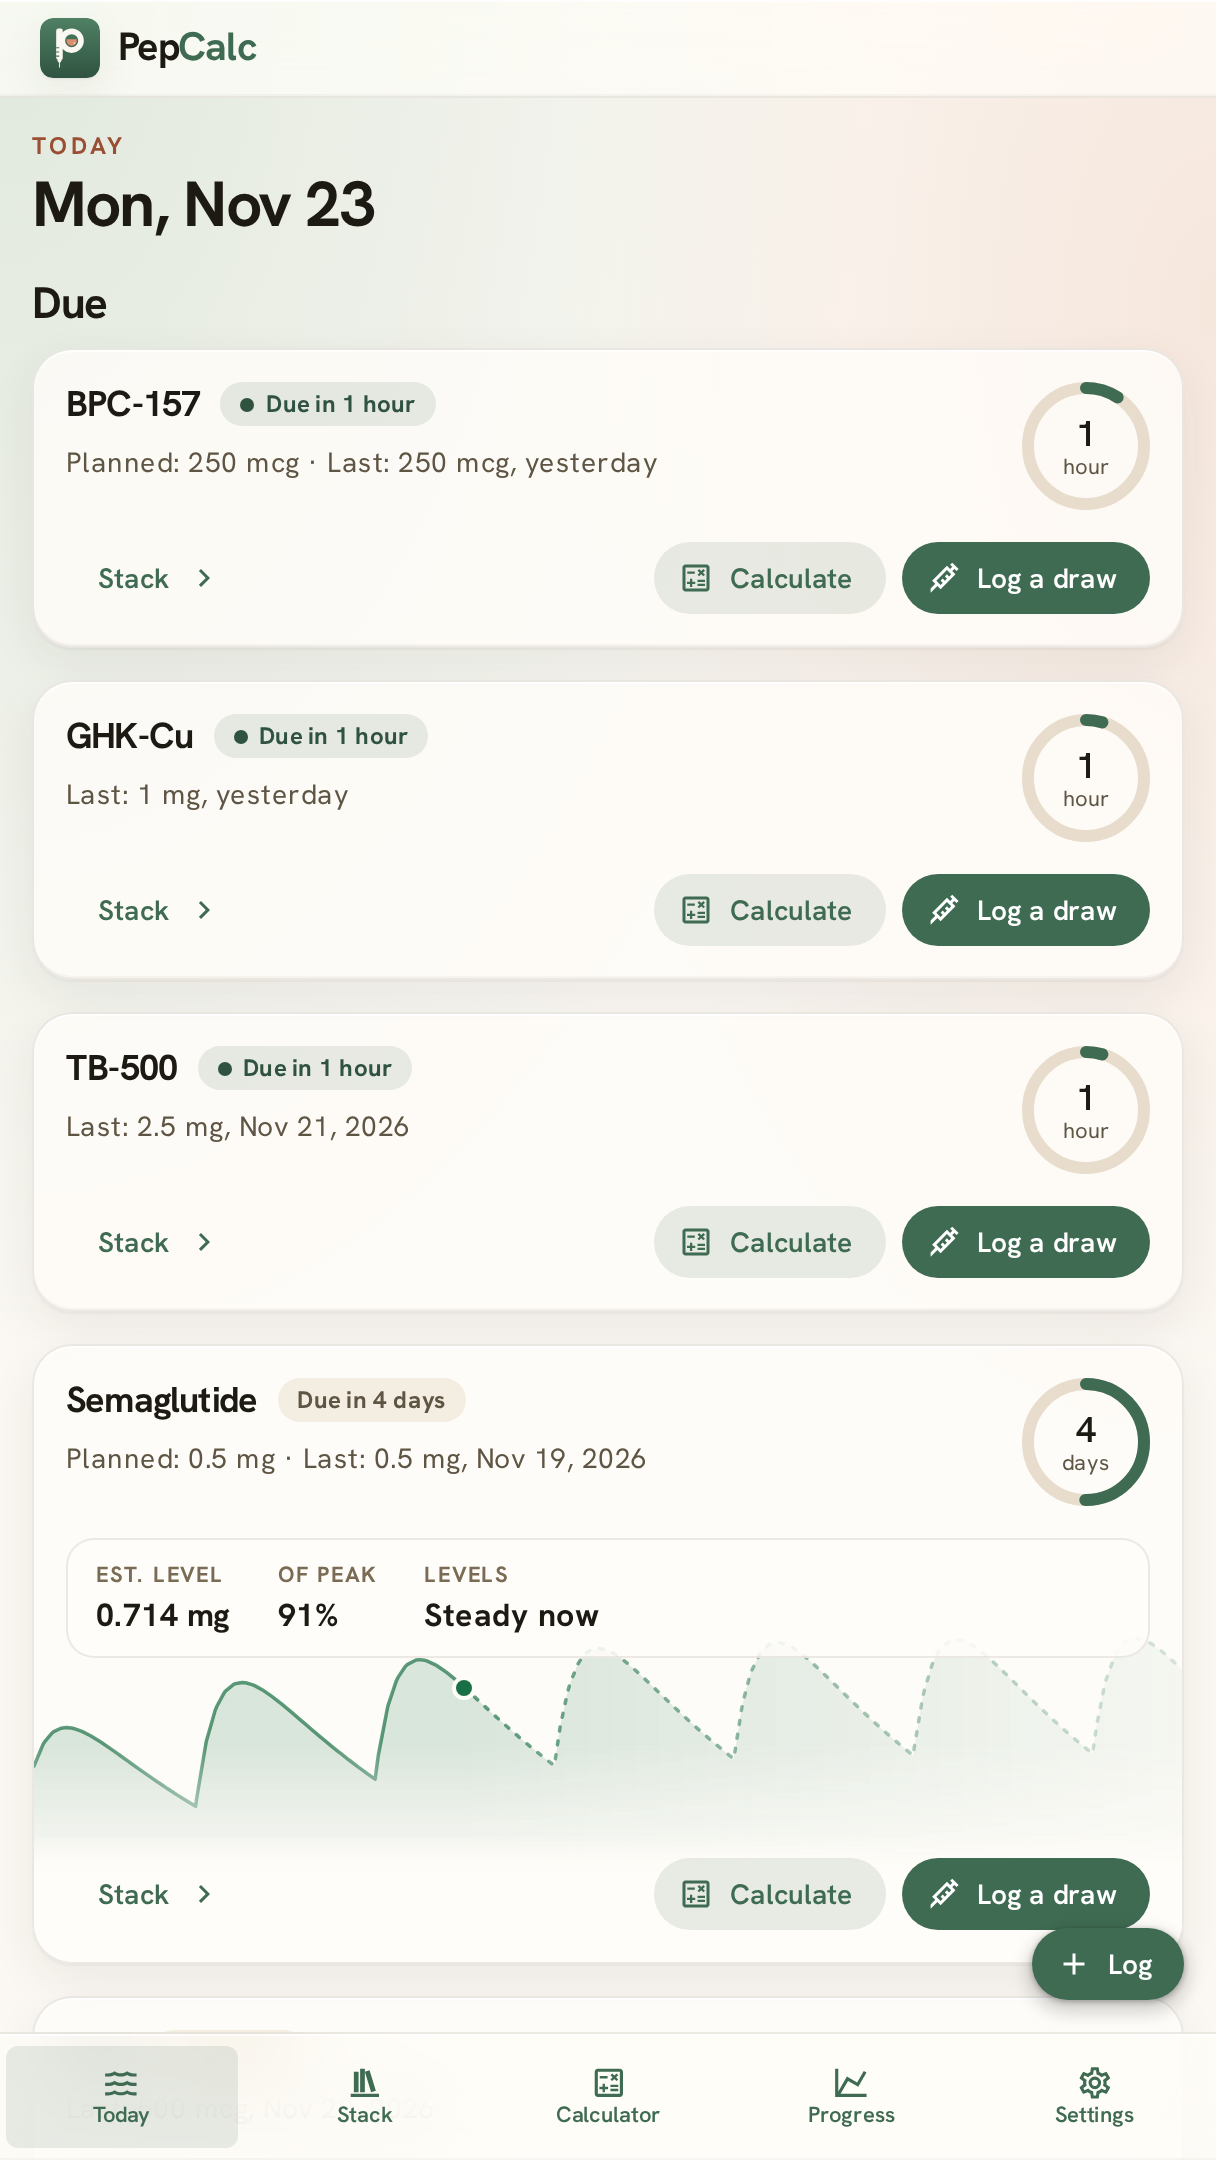 PepCalc
TODAY
Mon, Nov 23
Due
BPC-157
Due in 1 hour
Planned: 250 mcg · Last: 250 mcg, yesterday
1
hour
Stack
Calculate
Log a draw
GHK-Cu
Due in 1 hour
Last: 1 mg, yesterday
1
hour
Stack
Calculate
Log a draw
TB-500
Due in 1 hour
Last: 2.5 mg, Nov 21, 2026
1
hour
Stack
Calculate
Log a draw
Semaglutide
Due in 4 days
Planned: 0.5 mg · Last: 0.5 mg, Nov 19, 2026
4
days
EST. LEVEL
0.714 mg
OF PEAK
91%
LEVELS
Steady now
Stack
Calculate
Log a draw
Log
Today
Stack
Calculator
Progress
Settings